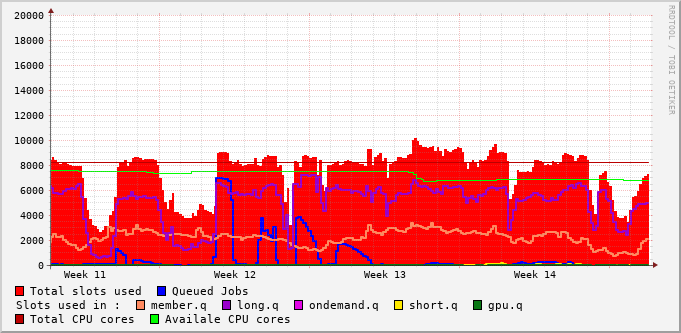 RRDTOOL / TOBI OETIKER
20000
18000
16000
14000
12000
10000
8000
6000
4000
2000
0
Week 11 Week 12 Week 13 Week 14
Total slots used Queued Jobs
Slots used in : member.q long.q ondemand.q short.q gpu.q
Total CPU cores Availale CPU cores